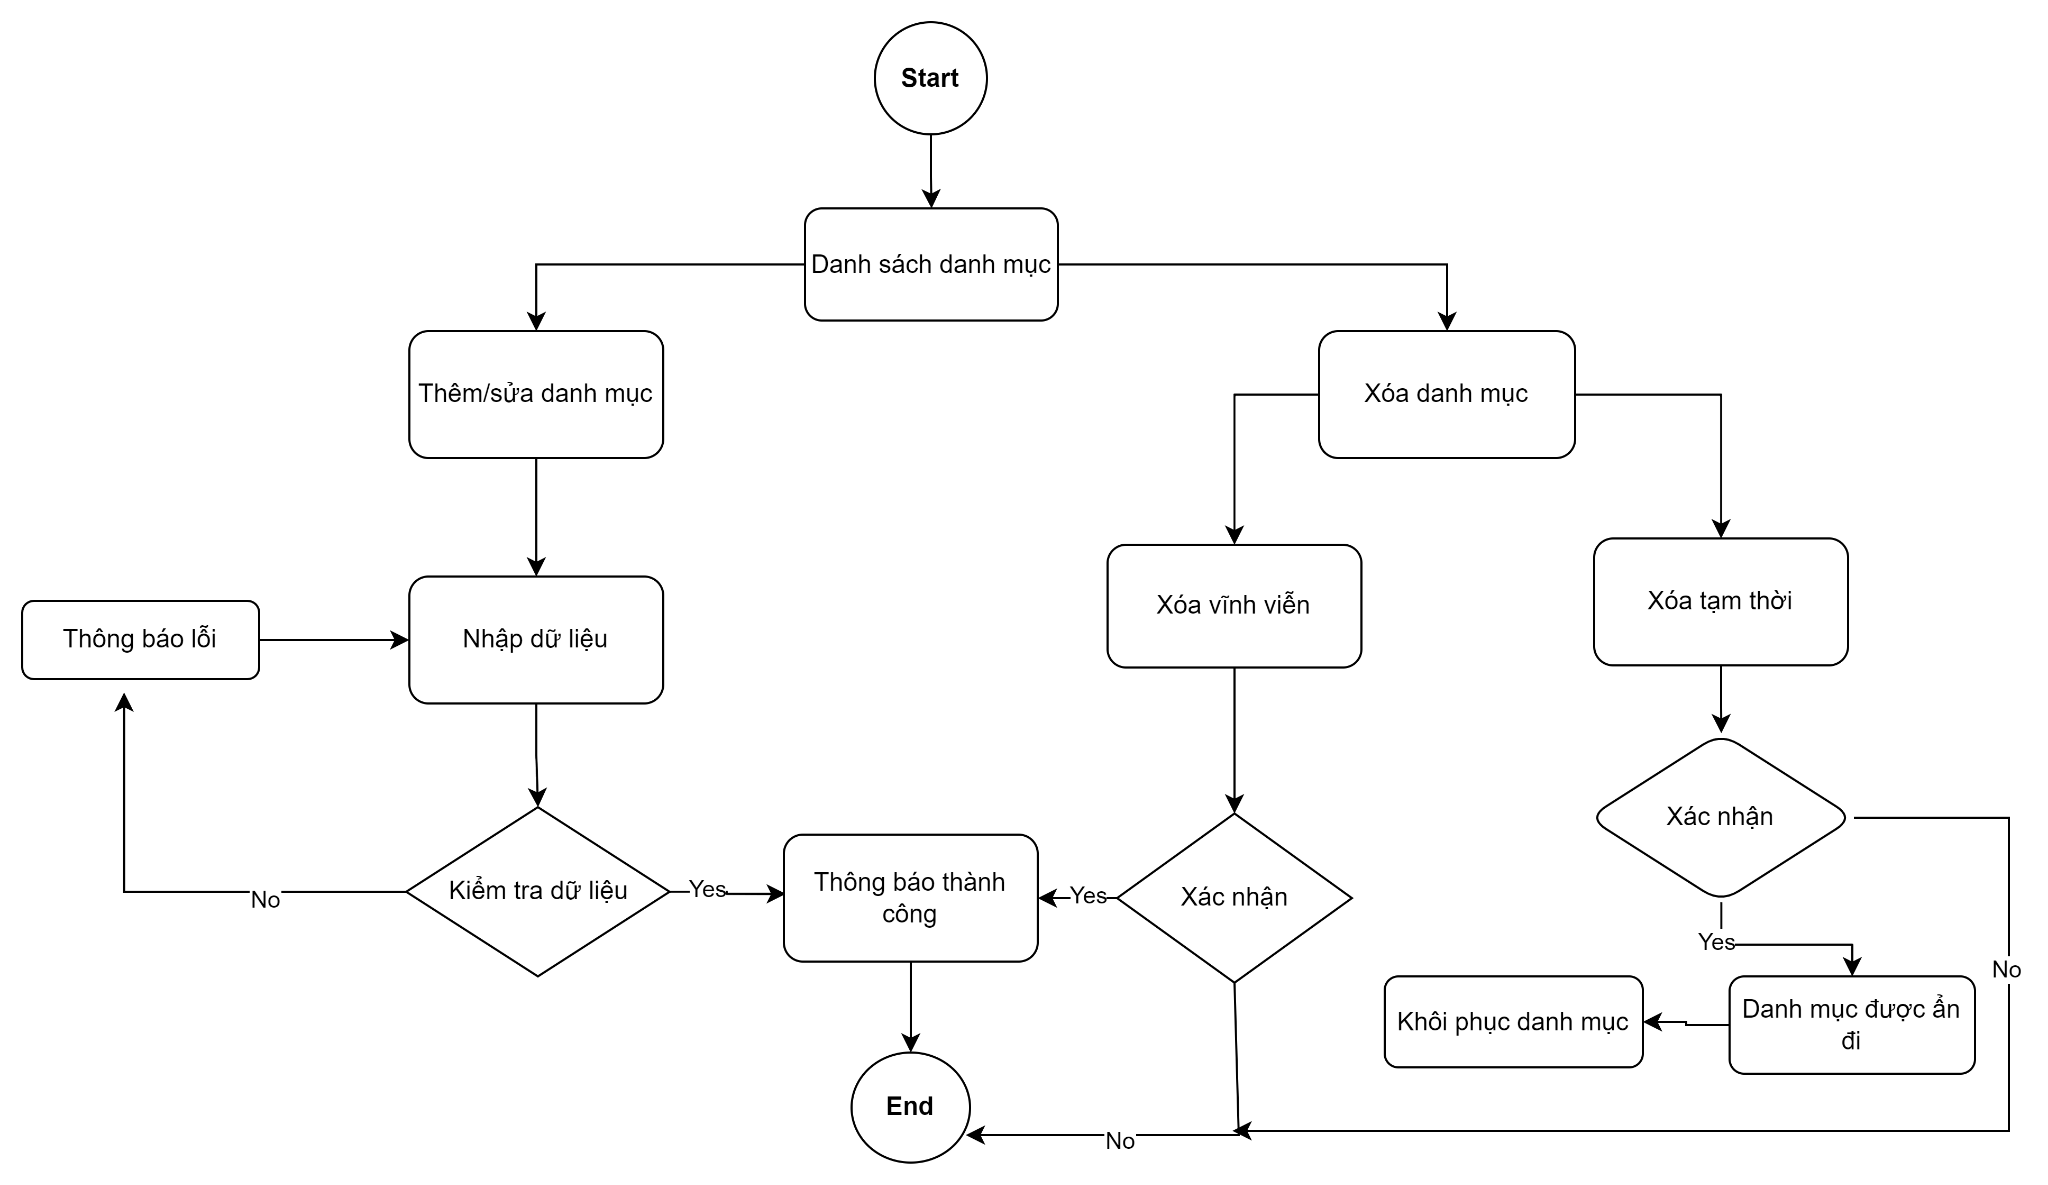 Start
Danh sách danh mục
Thêm/sửa danh mục
Xóa danh mục
Xóa vĩnh viễn
Xóa tạm thời
Thông báo lỗi
Nhập dữ liệu
Xác nhận
Kiểm tra dữ liệu
Yes
Thông báo thành
công
Yes
Xác nhận
No
Yes
No
Khôi phục danh mục
Danh mục được ẩn
đi
End
No